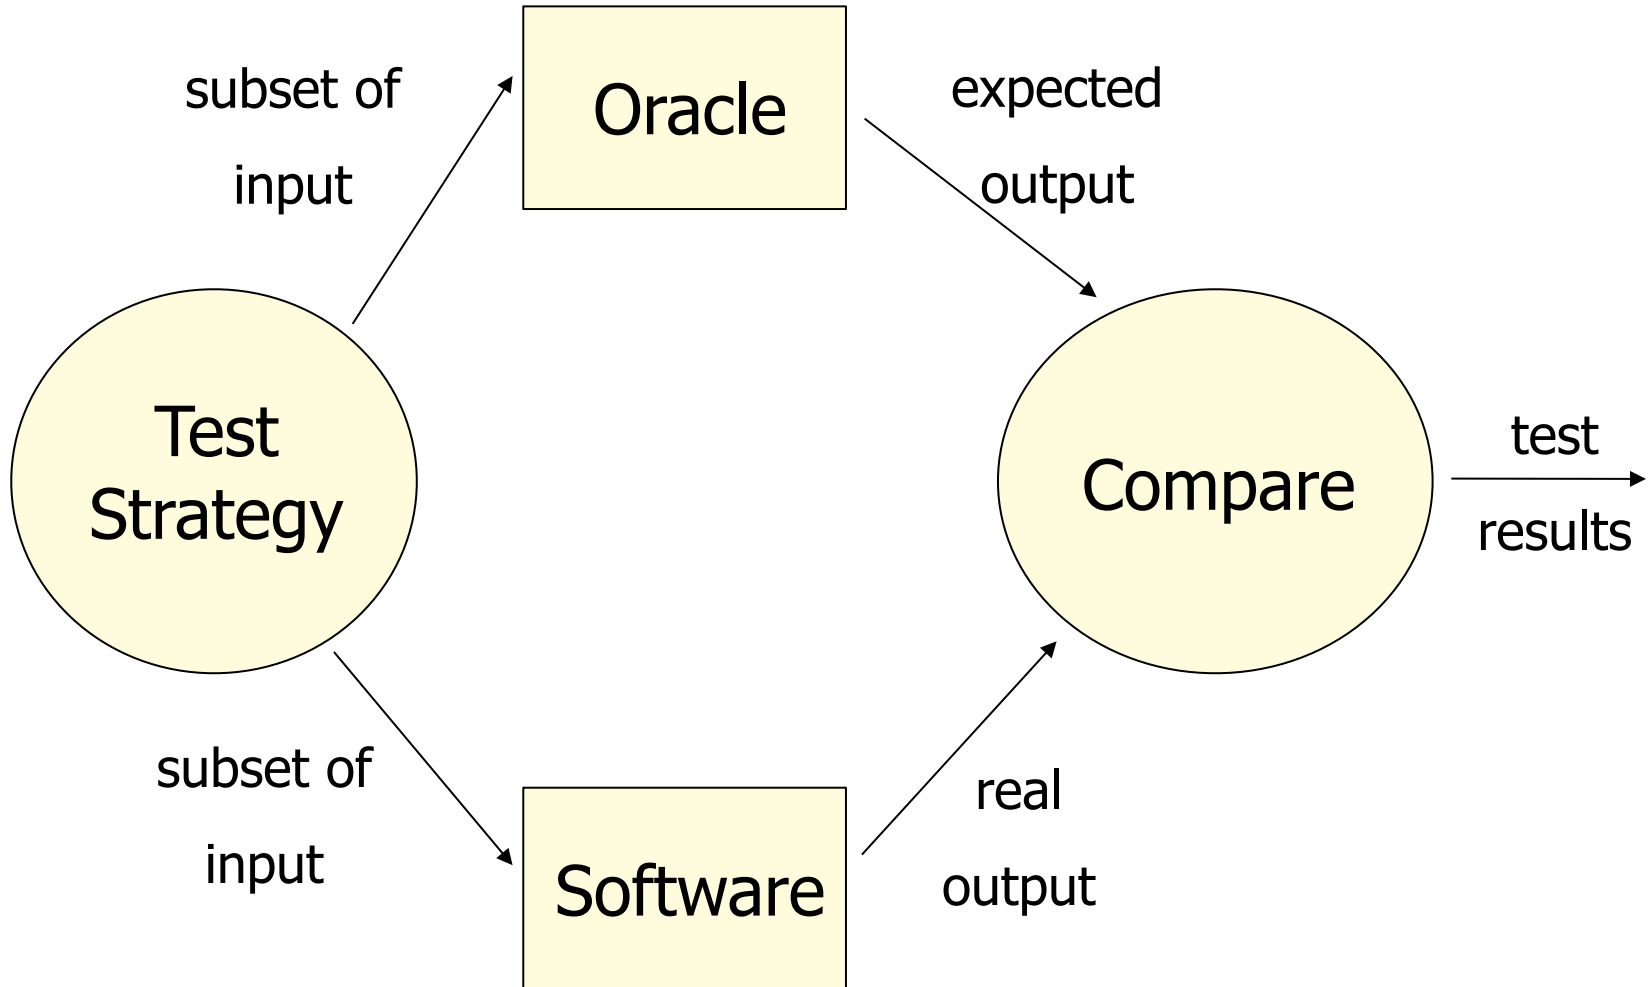 subset of
input
Oracle
expected
output
Test
Strategy
Compare
test
results
subset of
input
Software
real
output